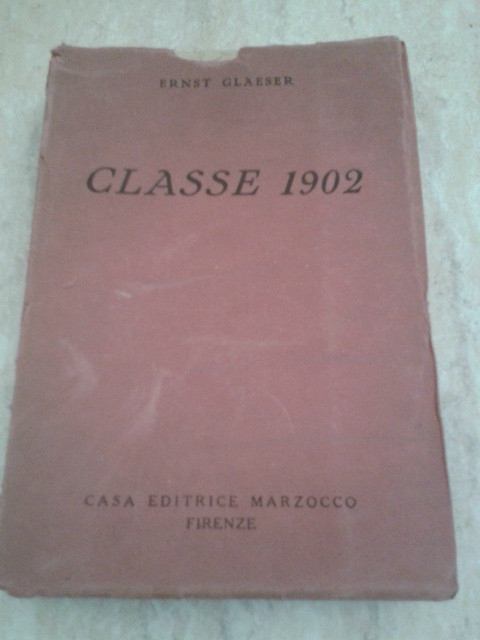 ERNST GLAESER
CLASSE 1902
CASA EDITRICE MARZOCCO
FIRENZE